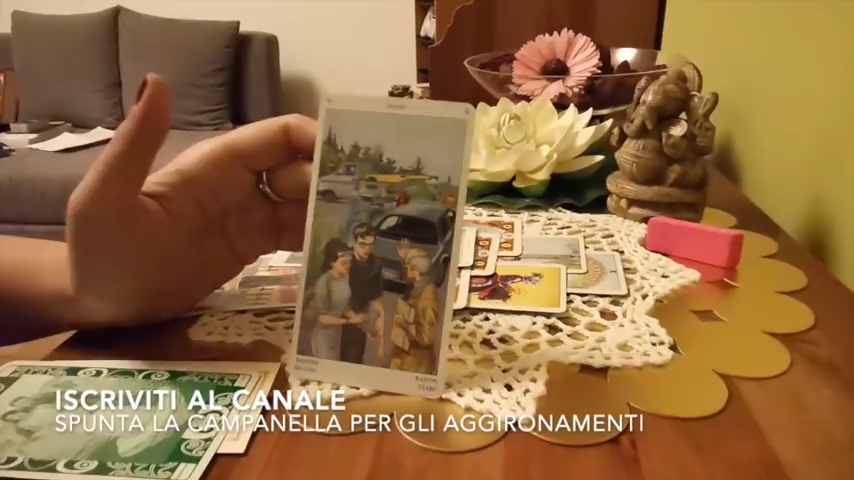 ISCRIVITI AL CANALE
SPUNTA LA CAMPANELLA PER GLI AGGIRONAMENTI